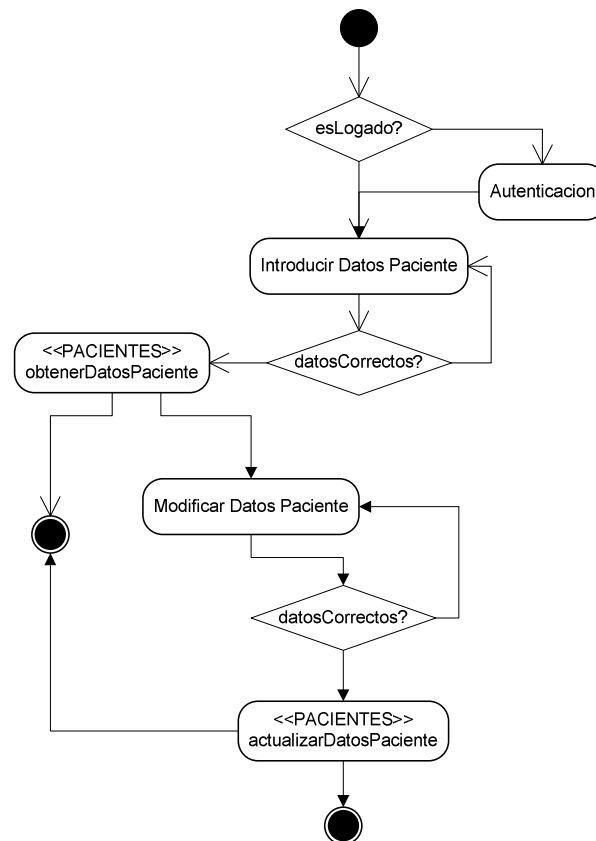 esLogado?
Autenticacion
Introducir Datos Paciente
<<PACIENTES>>
obtenerDatosPaciente
datosCorrectos?
Modificar Datos Paciente
datosCorrectos?
<<PACIENTES>>
actualizarDatosPaciente